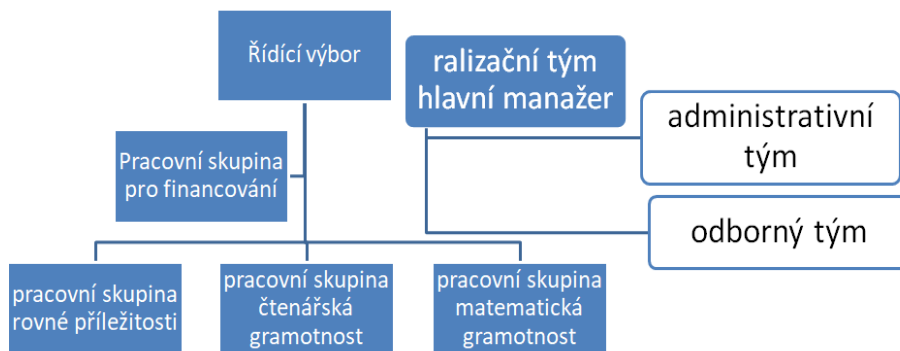 Řídící výbor
ralizační tým
hlavní manažer
administrativní
tým
Pracovní skupina
pro financování
odborný tým
pracovní skupina
rovné příležitosti
pracovní skupina
čtenářská
gramotnost
pracovní skupina
matematická
gramotnost